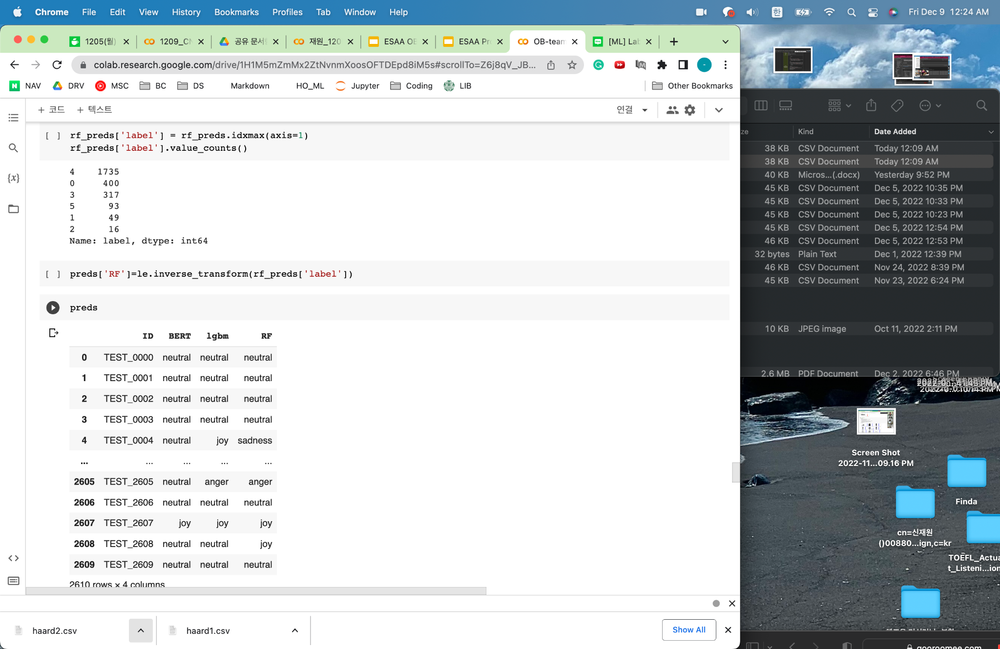 Chrome File Edit View History Bookmarks Profiles Tab Window Help
한 Fri Dec 9 12:24 AM
1205(월) 1209_CN 공유 문서 재원_120 ESAA OB ESAA Pr OB-team [ML] La
colab.research.google.com/drive/1H1M5mZmMx2ZtNvnmXoosOFTDEpd8iM5s#scrollTo=Z6j8qV_JB...
N NAV DRV MSC BC DS Markdown HO_ML Jupyter Coding LIB Other Bookmarks
+ 코드 + 텍스트 연결
[ ] rf_preds['label'] = rf_preds.idxmax(axis=1)
rf_preds['label'].value_counts()
4 1735
0 400
3 317
5 93
1 49
2 16
Name: label, dtype: int64
[ ] preds['RF']=le.inverse_transform(rf_preds['label'])
preds
ID BERT lgbm RF
0 TEST_0000 neutral neutral neutral
1 TEST_0001 neutral neutral neutral
2 TEST_0002 neutral neutral neutral
3 TEST_0003 neutral neutral neutral
4 TEST_0004 neutral joy sadness
... ... ... ... ...
2605 TEST_2605 neutral anger anger
2606 TEST_2606 neutral neutral neutral
2607 TEST_2607 joy joy joy
2608 TEST_2608 neutral neutral joy
2609 TEST_2609 neutral neutral neutral
2610 rows × 4 columns
haard2.csv haard1.csv Show All
ze Kind Date Added
38 KB CSV Document Today 12:09 AM
38 KB CSV Document Today 12:09 AM
40 KB Micros...(.docx) Yesterday 9:52 PM
45 KB CSV Document Dec 5, 2022 10:35 PM
45 KB CSV Document Dec 5, 2022 10:33 PM
45 KB CSV Document Dec 5, 2022 10:23 PM
45 KB CSV Document Dec 5, 2022 12:54 PM
46 KB CSV Document Dec 5, 2022 12:53 PM
32 bytes Plain Text Dec 1, 2022 12:39 PM
46 KB CSV Document Nov 24, 2022 8:39 PM
45 KB CSV Document Nov 23, 2022 6:24 PM
10 KB JPEG image Oct 11, 2022 2:11 PM
2.6 MB PDF Document Dec 2, 2022 6:46 PM
Screen Shot
2022-11...09.16 PM
Finda
cn=신재원
()00880...ign,c=kr
TOEFL_Actua
t_Listeni...ion
gooroomee.com